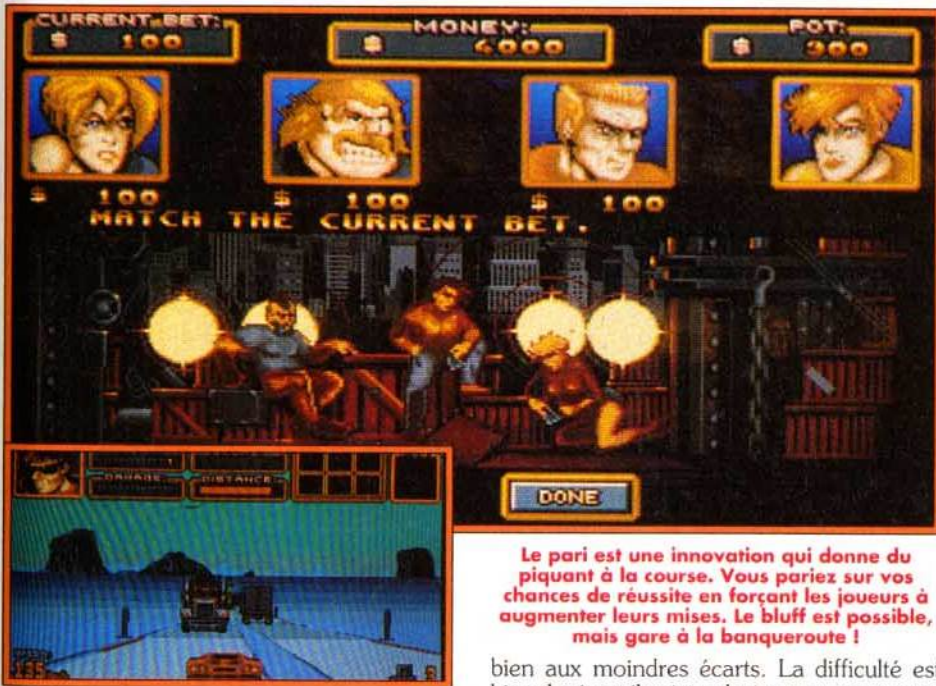 CURRENT BET: MONEY: POT:
$ 100 $ 4000 $ 300
$ 100 $ 100 $ 100
MATCH THE CURRENT BET.
DAMAGE DISTANCE
DONE
135
Le pari est une innovation qui donne du
piquant à la course. Vous pariez sur vos
chances de réussite en forçant les joueurs à
augmenter leurs mises. Le bluff est possible,
mais gare à la banqueroute !
bien aux moindres écarts. La difficulté est